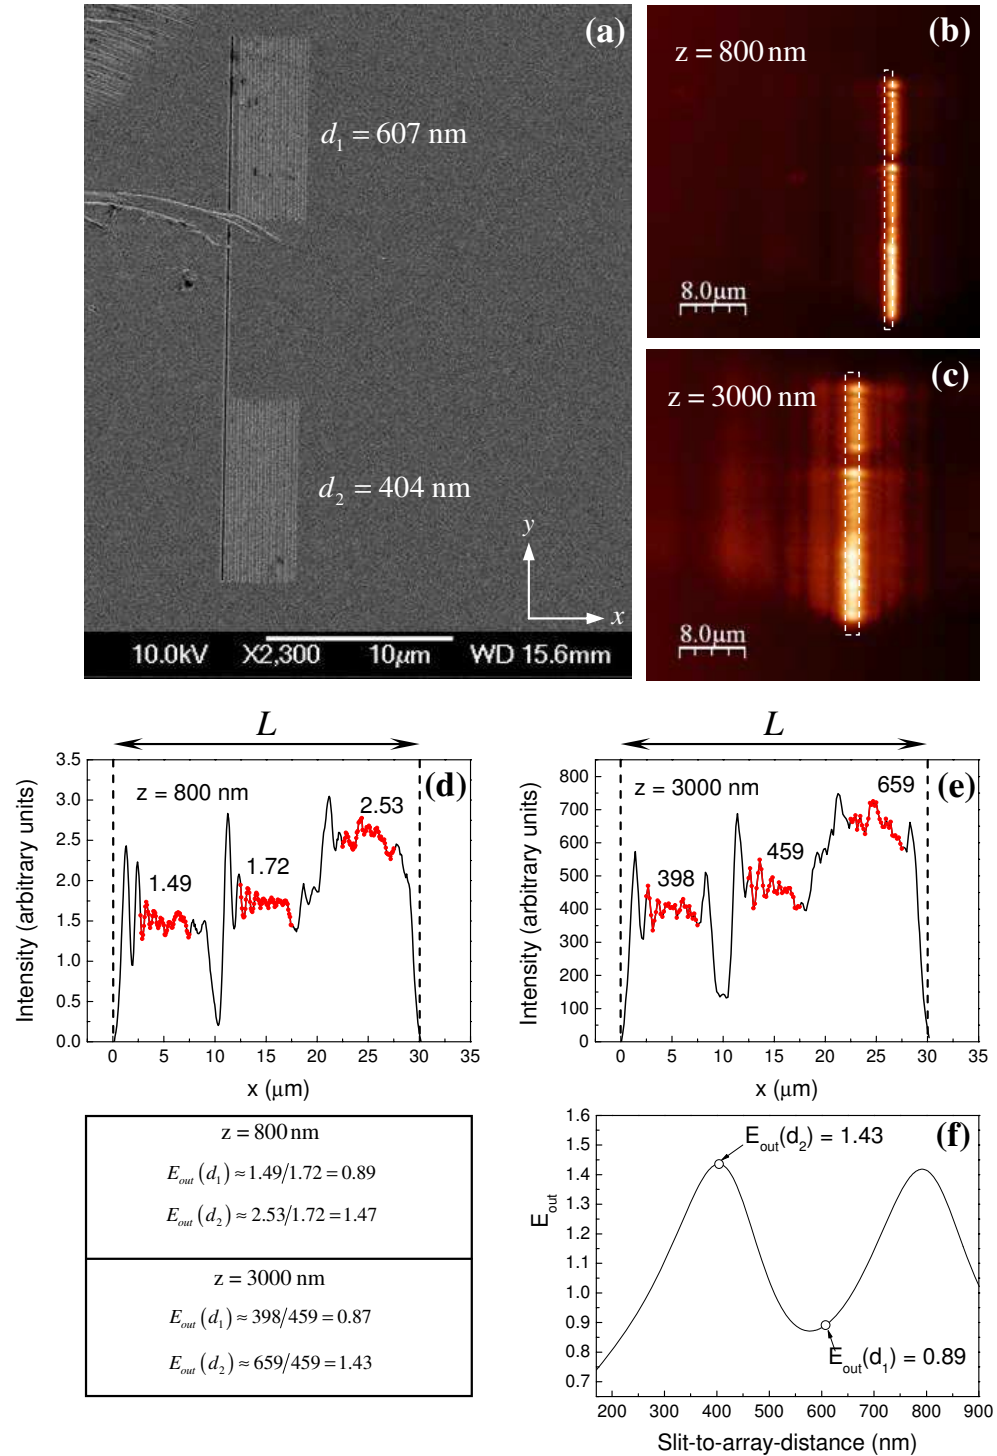 (a)
d₁ = 607 nm
d₂ = 404 nm
y
x
10.0kV X2,300 10μm WD 15.6mm
(b)
z = 800 nm
8.0μm
(c)
z = 3000 nm
8.0μm
L
(d)
z = 800 nm
1.49
1.72
2.53
Intensity (arbitrary units)
3.5
3.0
2.5
2.0
1.5
1.0
0.5
0.0
0 5 10 15 20 25 30 35
x (μm)
L
(e)
z = 3000 nm
398
459
659
Intensity (arbitrary units)
800
700
600
500
400
300
200
100
0
0 5 10 15 20 25 30 35
x (μm)
z = 800 nm
E_out(d₁) ≈ 1.49/1.72 = 0.89
E_out(d₂) ≈ 2.53/1.72 = 1.47
z = 3000 nm
E_out(d₁) ≈ 398/459 = 0.87
E_out(d₂) ≈ 659/459 = 1.43
(f)
E_out(d₂) = 1.43
E_out(d₁) = 0.89
E_out
1.6
1.5
1.4
1.3
1.2
1.1
1.0
0.9
0.8
0.7
200 300 400 500 600 700 800 900
Slit-to-array-distance (nm)